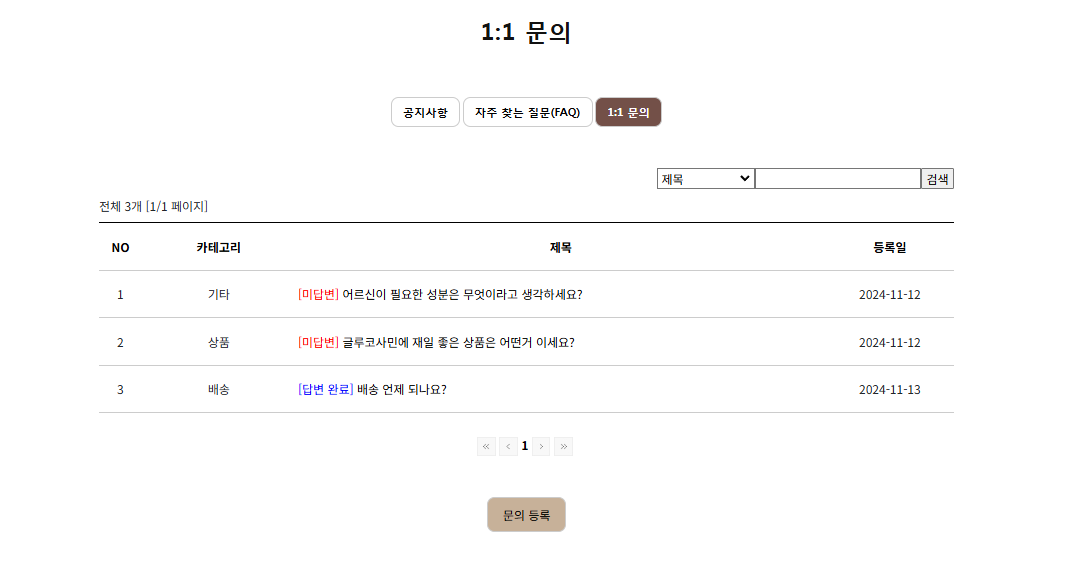 1:1 문의
공지사항 자주 찾는 질문(FAQ) 1:1 문의
제목 검색
전체 3개 [1/1 페이지]
NO 카테고리 제목 등록일
1 기타 [미답변] 어르신이 필요한 성분은 무엇이라고 생각하세요? 2024-11-12
2 상품 [미답변] 글루코사민에 재일 좋은 상품은 어떤거 이세요? 2024-11-12
3 배송 [답변 완료] 배송 언제 되나요? 2024-11-13
« ‹ 1 › »
문의 등록